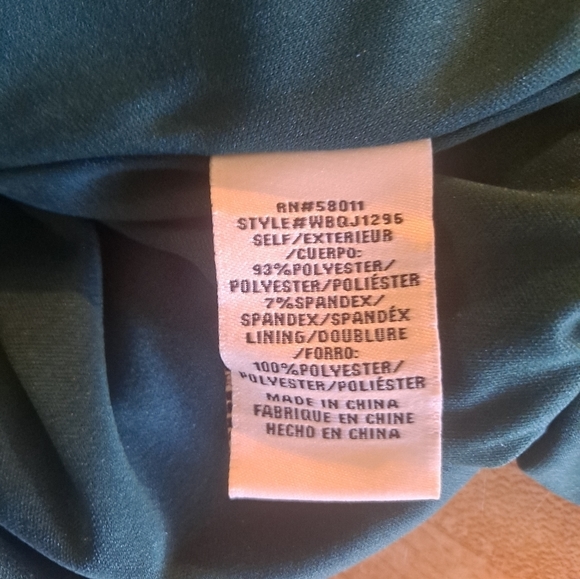 RN#58011
STYLE#WBQJ1296
SELF/EXTERIEUR
/CUERPO:
93%POLYESTER/
POLYESTER/POLIÉSTER
7%SPANDEX/
SPANDEX/SPANDÉX
LINING/DOUBLURE
/FORRO:
100%POLYESTER/
POLYESTER/POLIÉSTER
MADE IN CHINA
FABRIQUE EN CHINE
HECHO EN CHINA